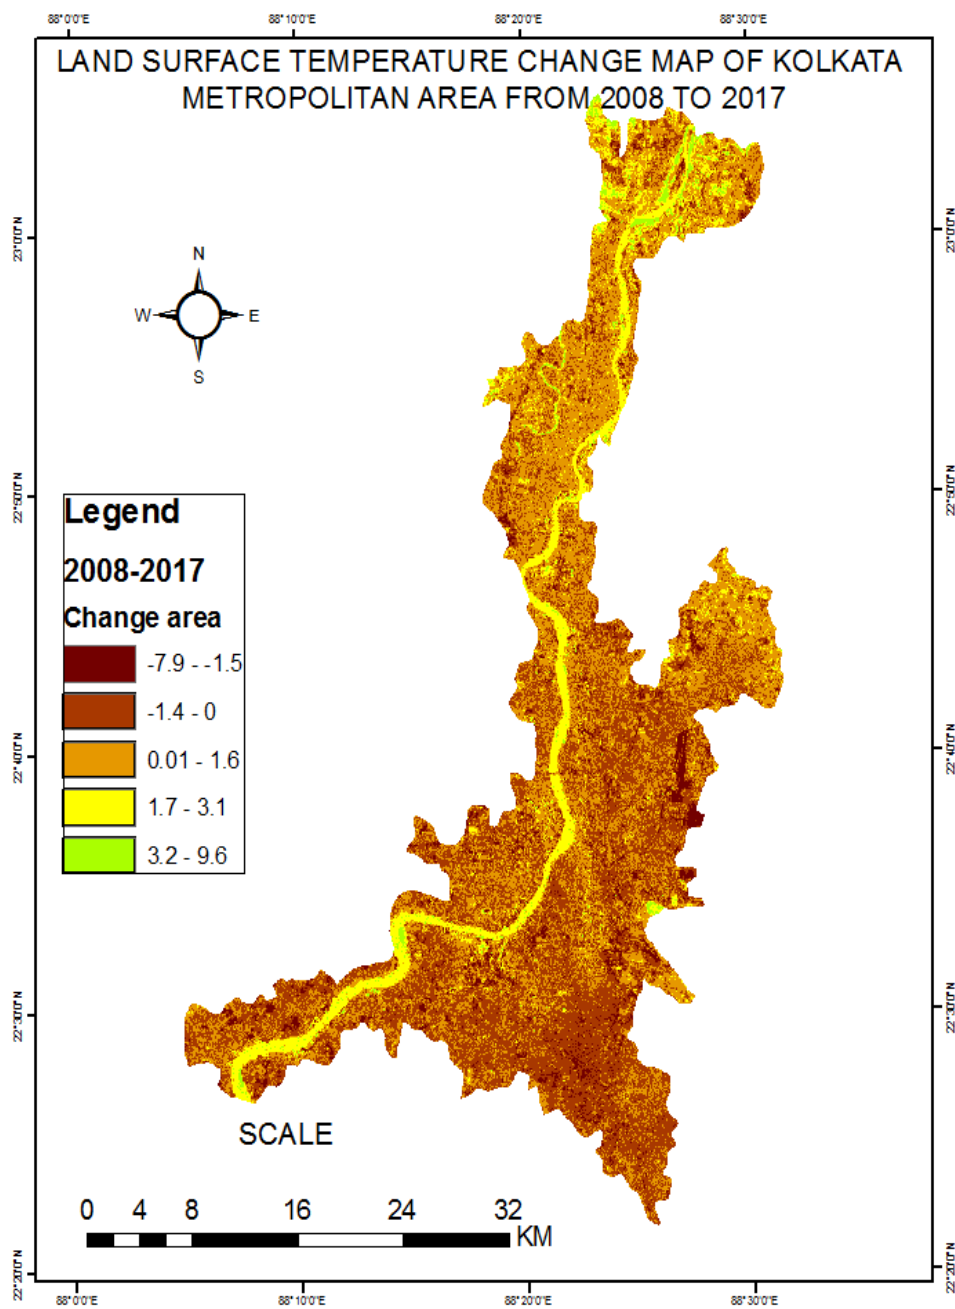 88°0'0"E 88°10'0"E 88°20'0"E 88°30'0"E
LAND SURFACE TEMPERATURE CHANGE MAP OF KOLKATA
METROPOLITAN AREA FROM 2008 TO 2017
23°0'0"N 23°0'0"N
N
W E
S
22°50'0"N 22°50'0"N
Legend
2008-2017
Change area
-7.9 - -1.5
-1.4 - 0
0.01 - 1.6
1.7 - 3.1
3.2 - 9.6
22°40'0"N 22°40'0"N
22°30'0"N 22°30'0"N
SCALE
0 4 8 16 24 32
KM
22°20'0"N 22°20'0"N
88°0'0"E 88°10'0"E 88°20'0"E 88°30'0"E